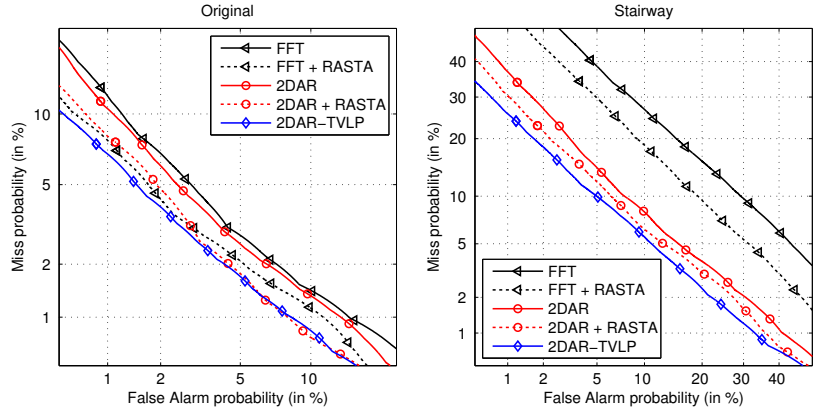 Original
Miss probability (in %)
10
5
2
1
1 2 5 10
False Alarm probability (in %)
FFT
FFT + RASTA
2DAR
2DAR + RASTA
2DAR-TVLP
Stairway
Miss probability (in %)
40
30
20
10
5
2
1
1 2 5 10 20 30 40
False Alarm probability (in %)
FFT
FFT + RASTA
2DAR
2DAR + RASTA
2DAR-TVLP